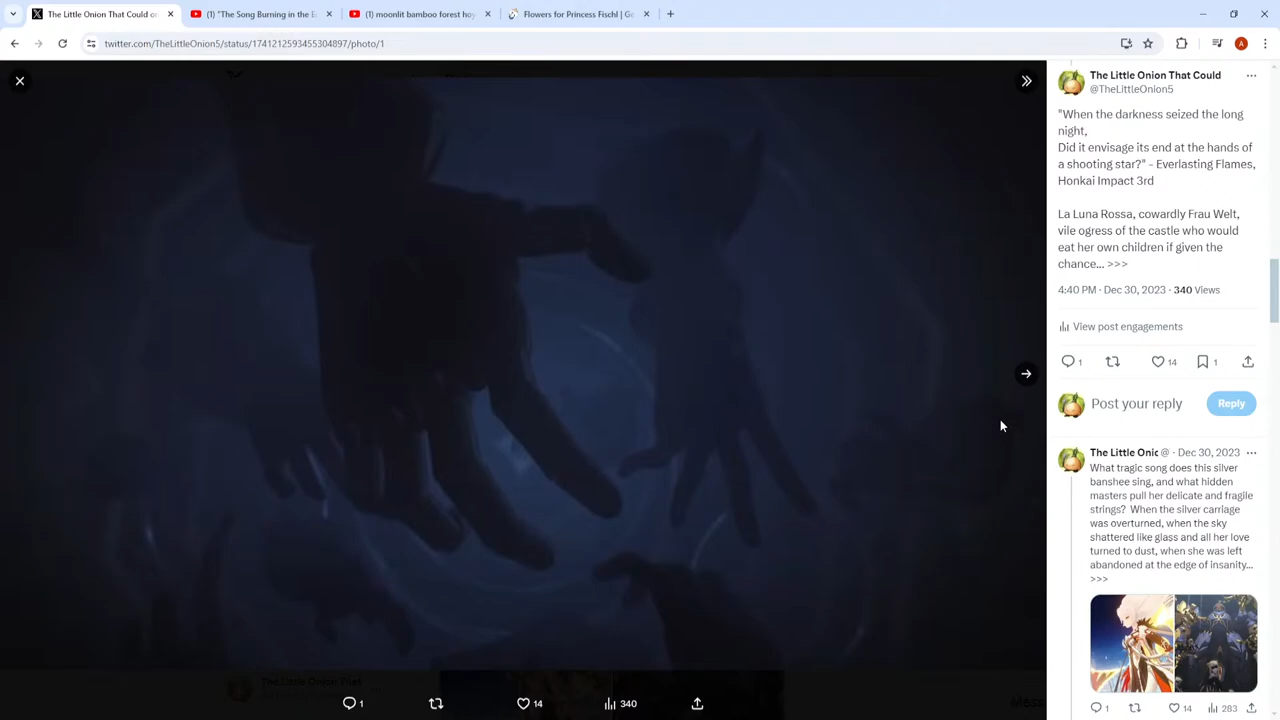 The Little Onion That Could or
(1) "The Song Burning in the E
(1) moonlit bamboo forest hoy
Flowers for Princess Fischl | Ge
twitter.com/TheLittleOnion5/status/1741212593455304897/photo/1
A
The Little Onion That Could
@TheLittleOnion5
"When the darkness seized the long
night,
Did it envisage its end at the hands of
a shooting star?" - Everlasting Flames,
Honkai Impact 3rd
La Luna Rossa, cowardly Frau Welt,
vile ogress of the castle who would
eat her own children if given the
chance... >>>
4:40 PM · Dec 30, 2023 · 340 Views
View post engagements
1
14
1
Post your reply
Reply
The Little Onic @ · Dec 30, 2023
What tragic song does this silver
banshee sing, and what hidden
masters pull her delicate and fragile
strings? When the silver carriage
was overturned, when the sky
shattered like glass and all her love
turned to dust, when she was left
abandoned at the edge of insanity...
>>>
1
14
283
The Little Onion That
1
14
340